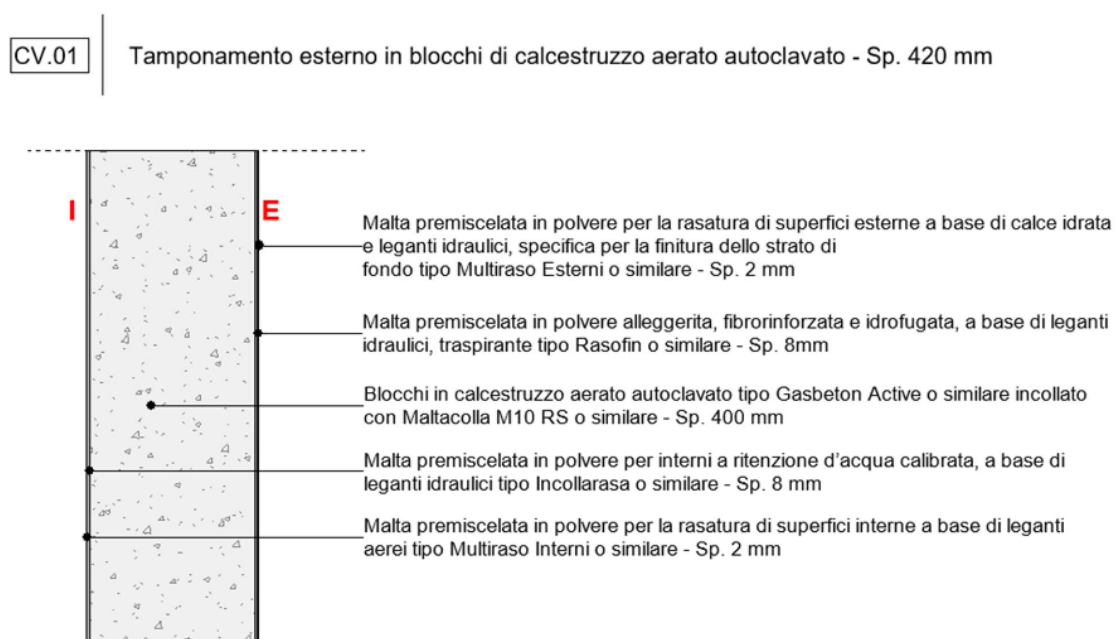 CV.01
Tamponamento esterno in blocchi di calcestruzzo aerato autoclavato - Sp. 420 mm
I
E
Malta premiscelata in polvere per la rasatura di superfici esterne a base di calce idrata
e leganti idraulici, specifica per la finitura dello strato di
fondo tipo Multiraso Esterni o similare - Sp. 2 mm
Malta premiscelata in polvere alleggerita, fibrorinforzata e idrofugata, a base di leganti
idraulici, traspirante tipo Rasofin o similare - Sp. 8mm
Blocchi in calcestruzzo aerato autoclavato tipo Gasbeton Active o similare incollato
con Maltacolla M10 RS o similare - Sp. 400 mm
Malta premiscelata in polvere per interni a ritenzione d'acqua calibrata, a base di
leganti idraulici tipo Incollarasa o similare - Sp. 8 mm
Malta premiscelata in polvere per la rasatura di superfici interne a base di leganti
aerei tipo Multiraso Interni o similare - Sp. 2 mm